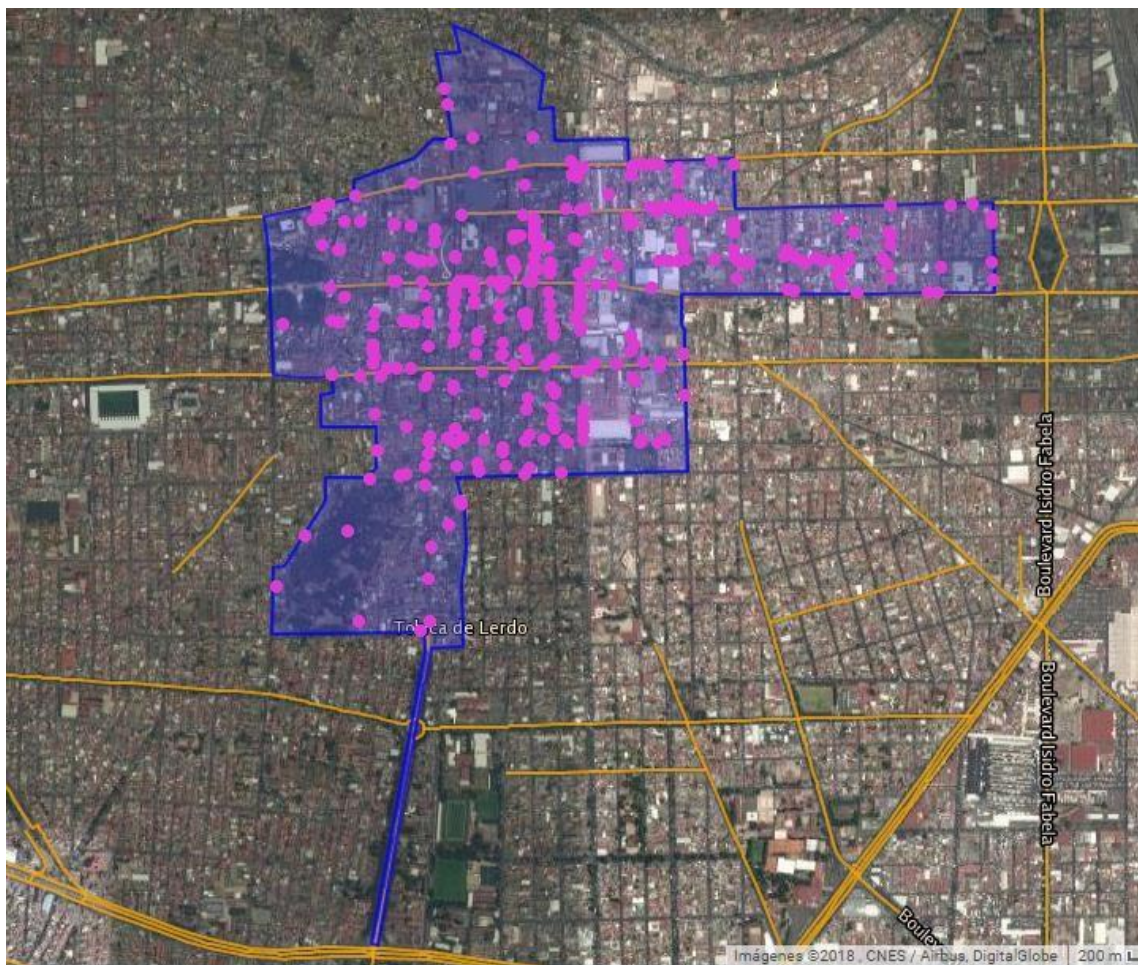 Boulevard Isidro Fabela
Toluca de Lerdo
Boulevard Isidro Fabela
Imágenes ©2018 , CNES / Airbus, DigitalGlobe
200 m